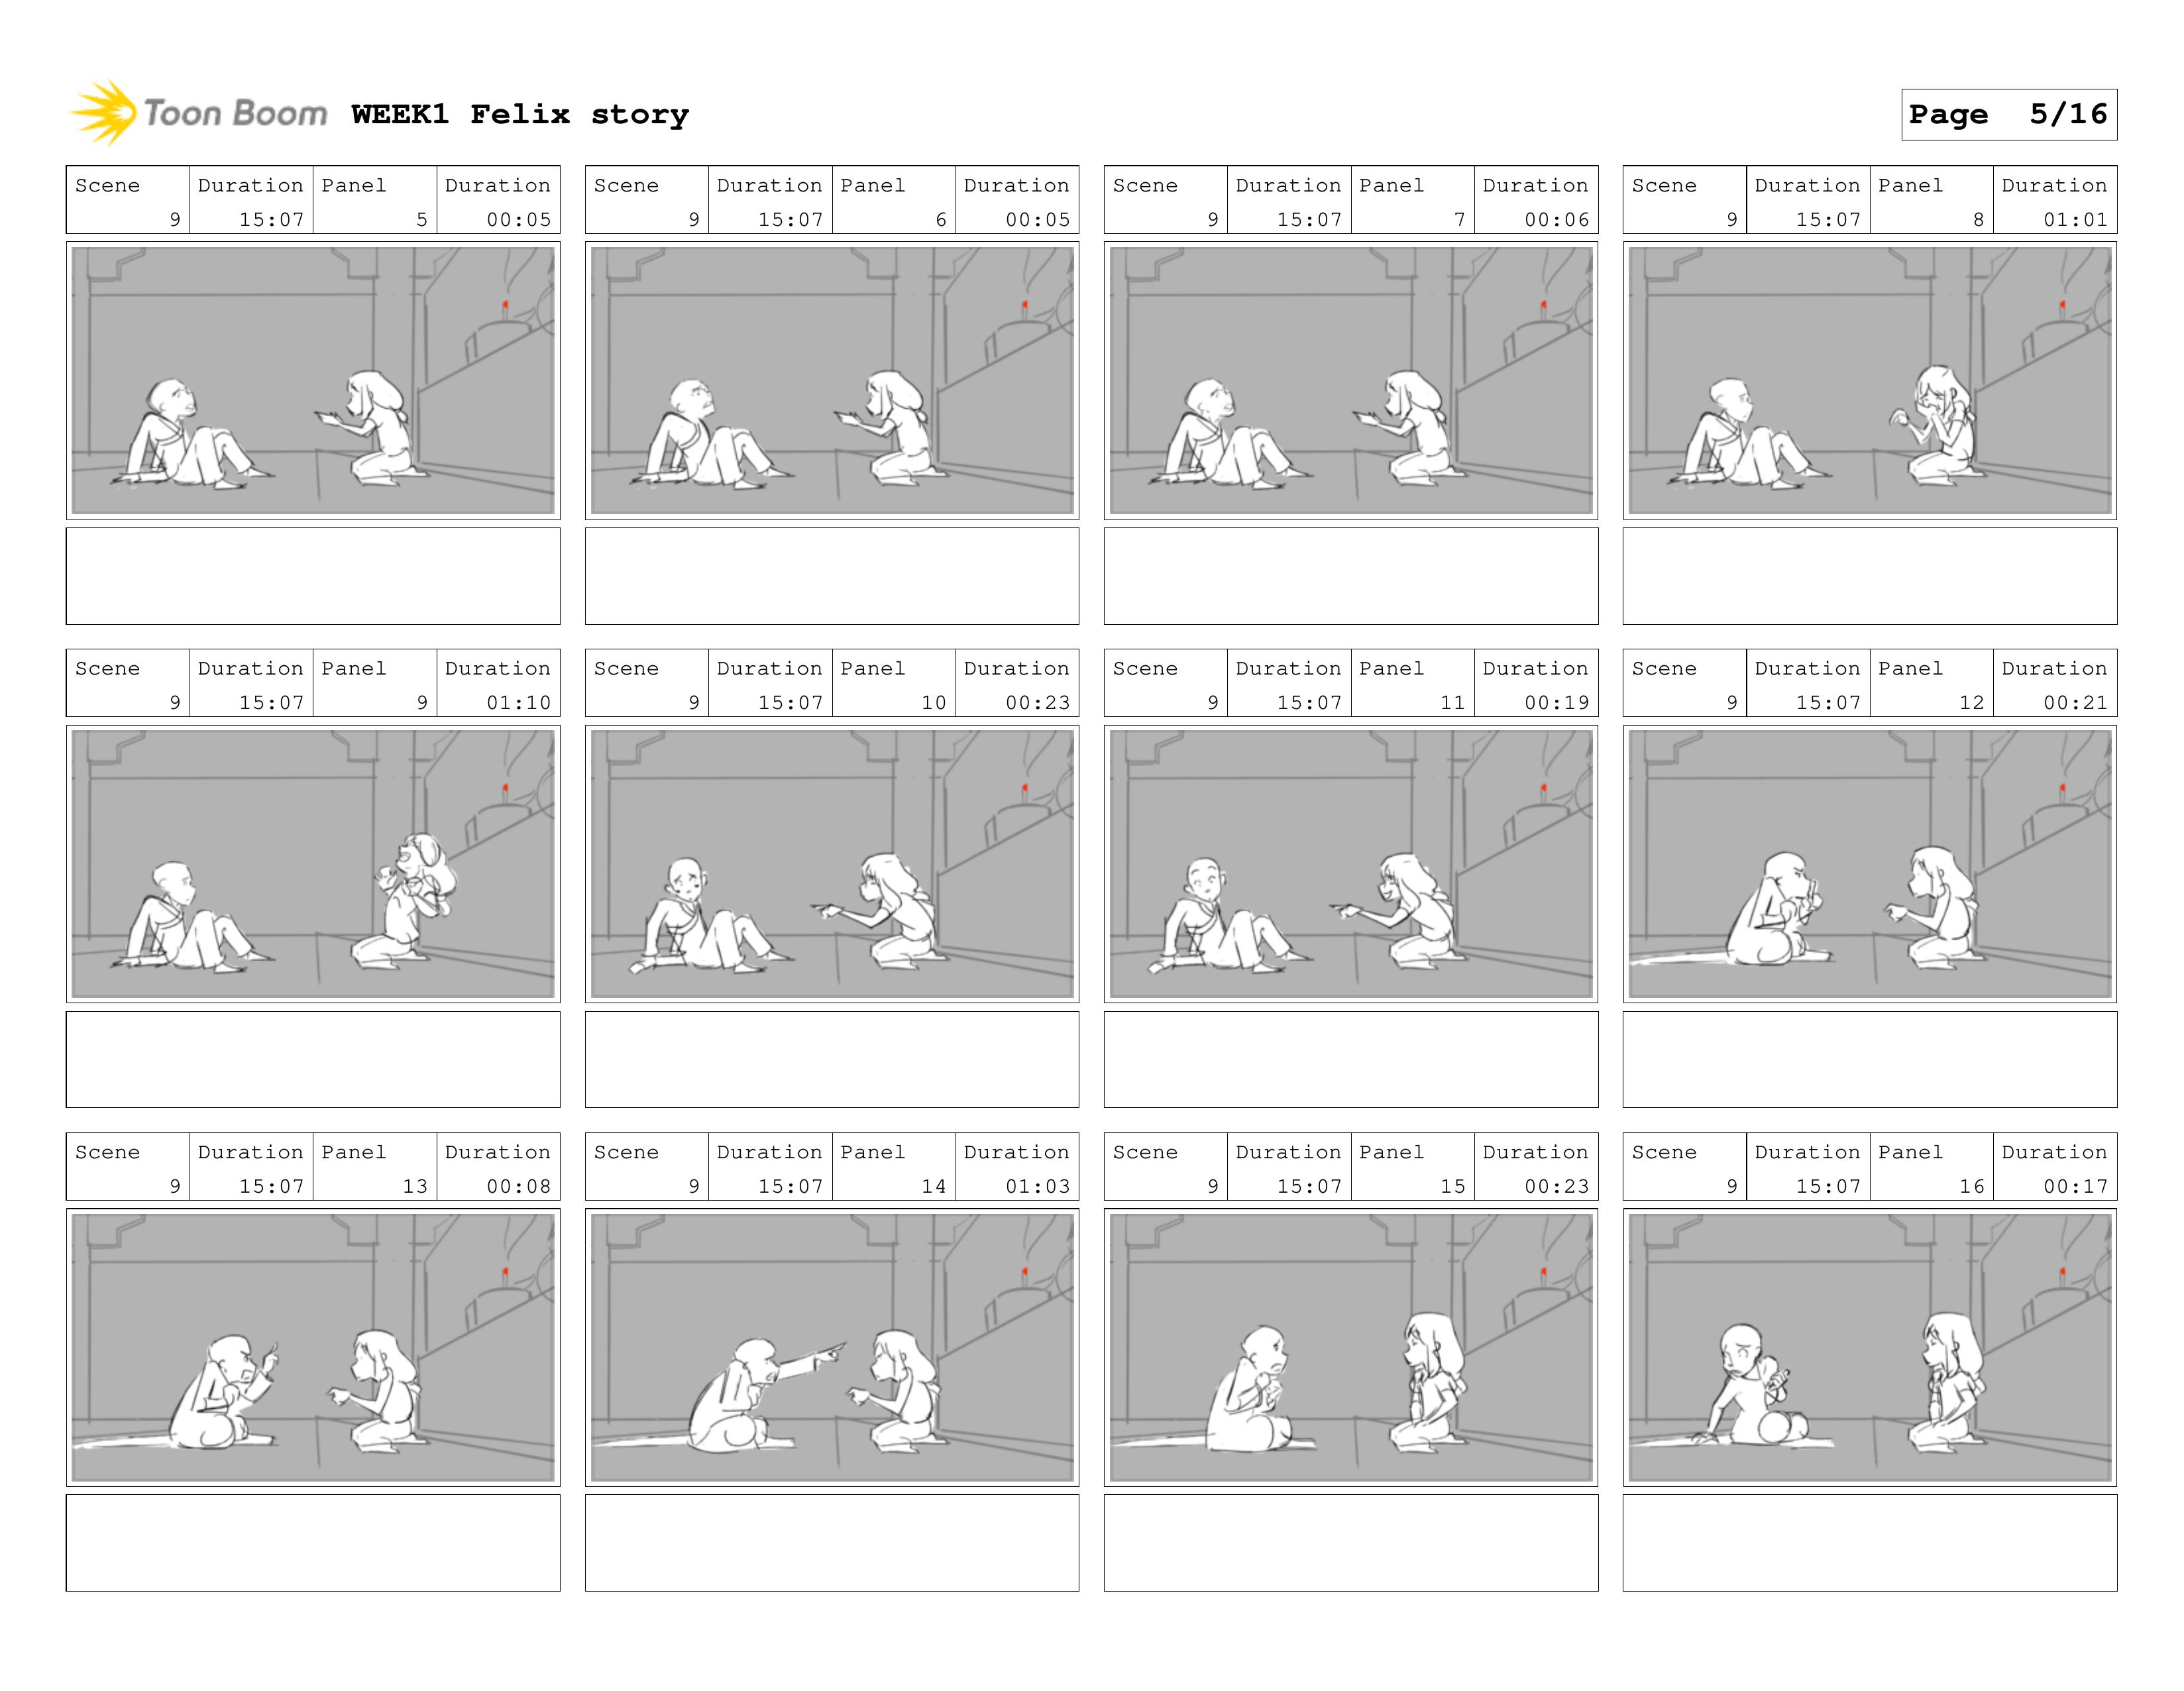 Toon Boom WEEK1 Felix story Page 5/16
Scene Duration Panel Duration Scene Duration Panel Duration Scene Duration Panel Duration Scene Duration Panel Duration
9 15:07 5 00:05 9 15:07 6 00:05 9 15:07 7 00:06 9 15:07 8 01:01
Scene Duration Panel Duration Scene Duration Panel Duration Scene Duration Panel Duration Scene Duration Panel Duration
9 15:07 9 01:10 9 15:07 10 00:23 9 15:07 11 00:19 9 15:07 12 00:21
Scene Duration Panel Duration Scene Duration Panel Duration Scene Duration Panel Duration Scene Duration Panel Duration
9 15:07 13 00:08 9 15:07 14 01:03 9 15:07 15 00:23 9 15:07 16 00:17